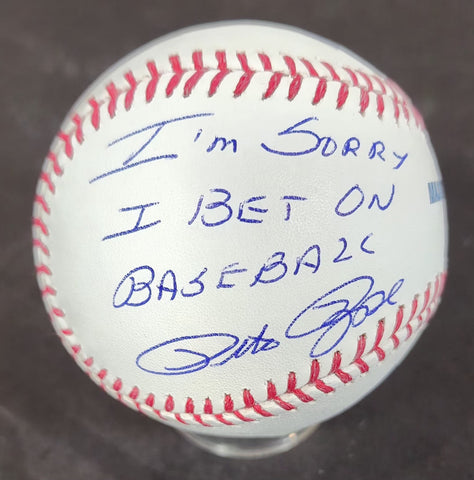 I'm SORRY
I BET ON
BASEBALL
Pete Rose